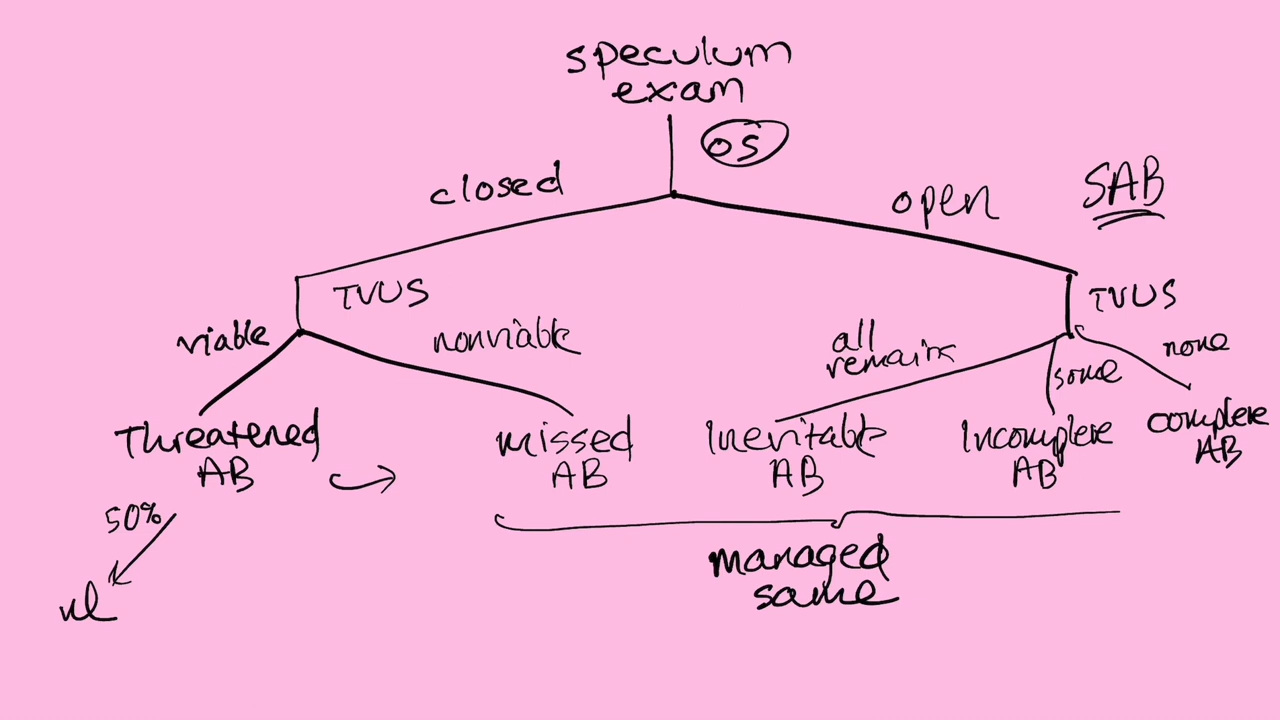 speculum
exam
os
closed
open
SAB
TVUS
TVUS
viable
nonviable
all
remains
some
none
Threatened
AB
missed
AB
Inevitable
AB
Incomplete
AB
complete
AB
50%
nl
managed
same